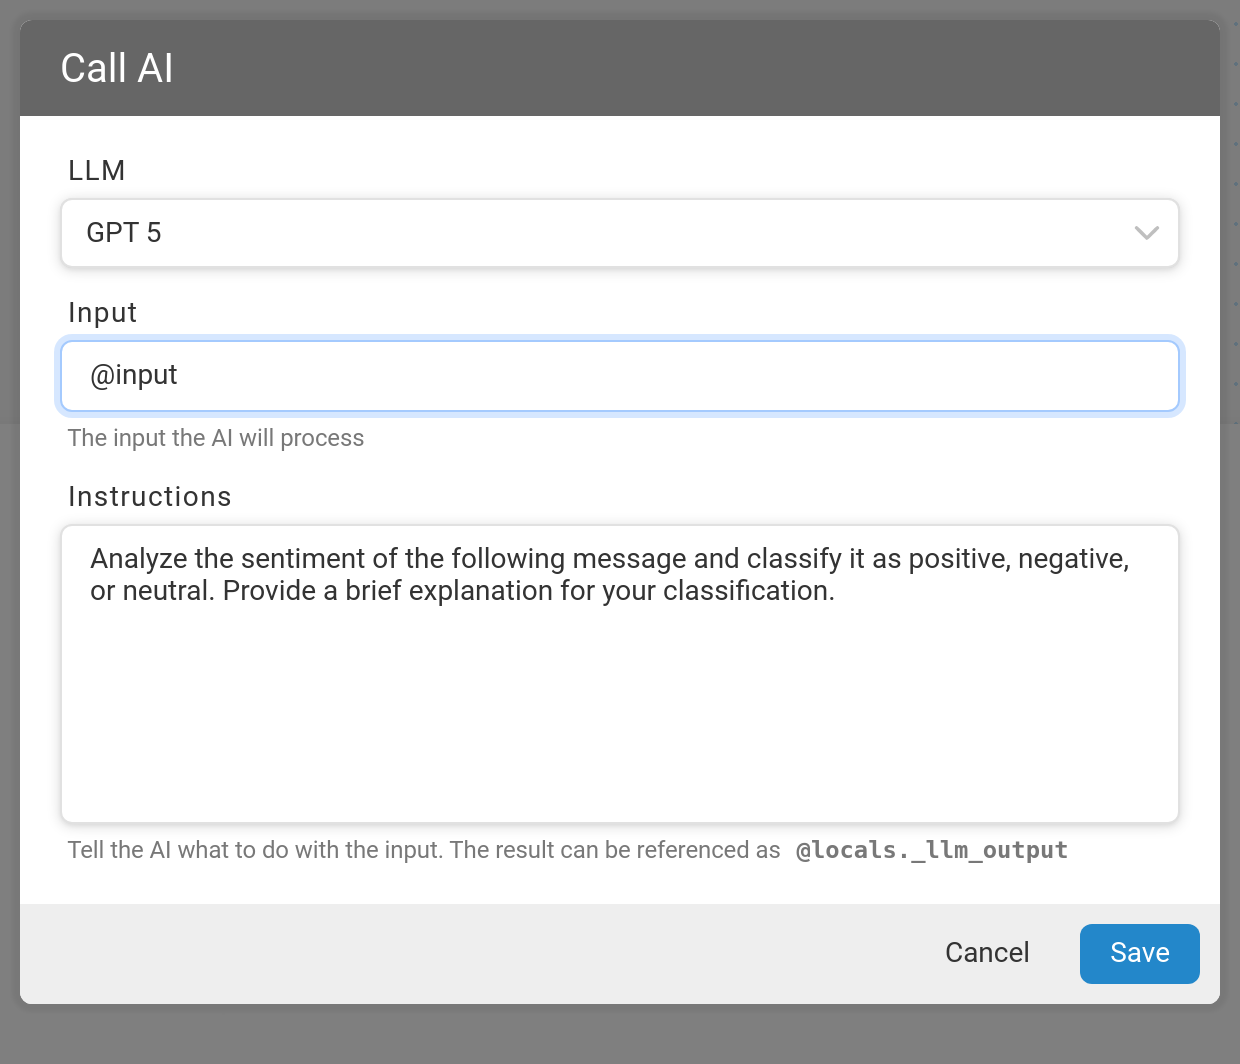 Call AI
LLM
GPT 5
Input
@input
The input the AI will process
Instructions
Analyze the sentiment of the following message and classify it as positive, negative,
or neutral. Provide a brief explanation for your classification.
Tell the AI what to do with the input. The result can be referenced as @locals._llm_output
Cancel
Save